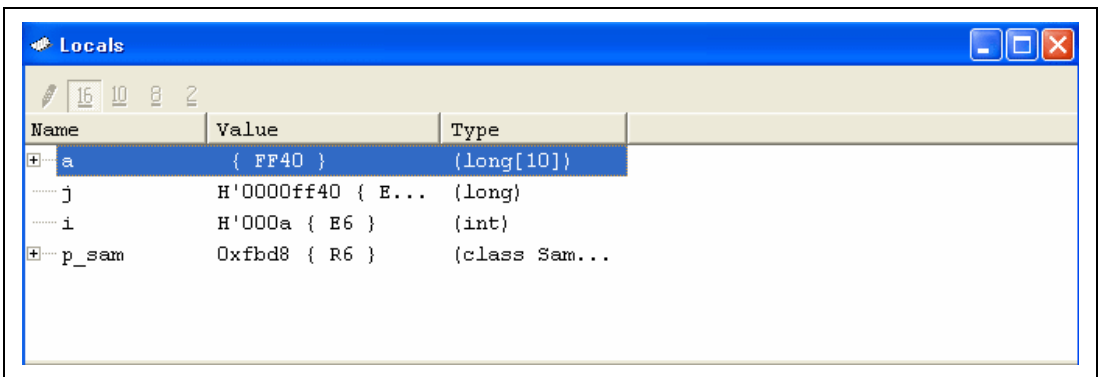 Locals
16 10 8 2
Name Value Type
a { FF40 } (long[10])
j H'0000ff40 { E... (long)
i H'000a { E6 } (int)
p_sam 0xfbd8 { R6 } (class Sam...